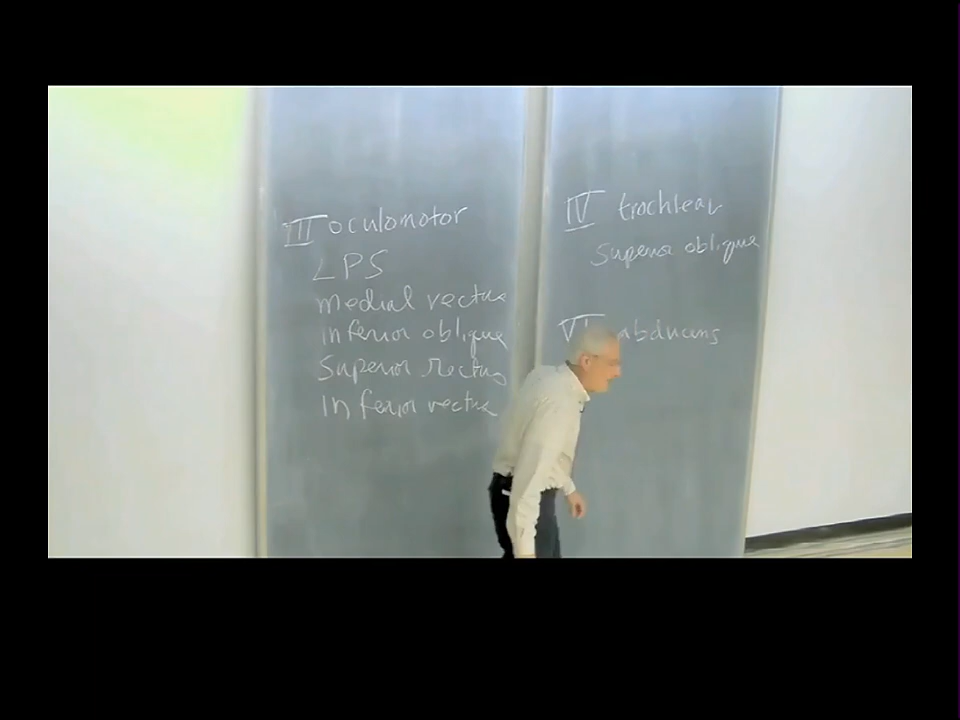 III oculomotor
LPS
medial rectus
inferior oblique
Superior Rectus
Inferior rectus
IV trochlear
Superior oblique
VI abducens